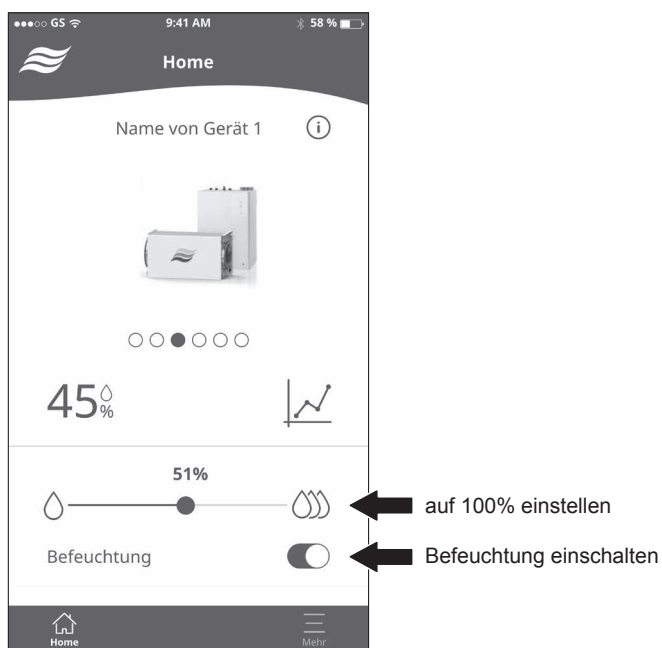 GS 9:41 AM 58 %
Home
Name von Gerät 1
45%
51%
auf 100% einstellen
Befeuchtung
Befeuchtung einschalten
Home
Mehr